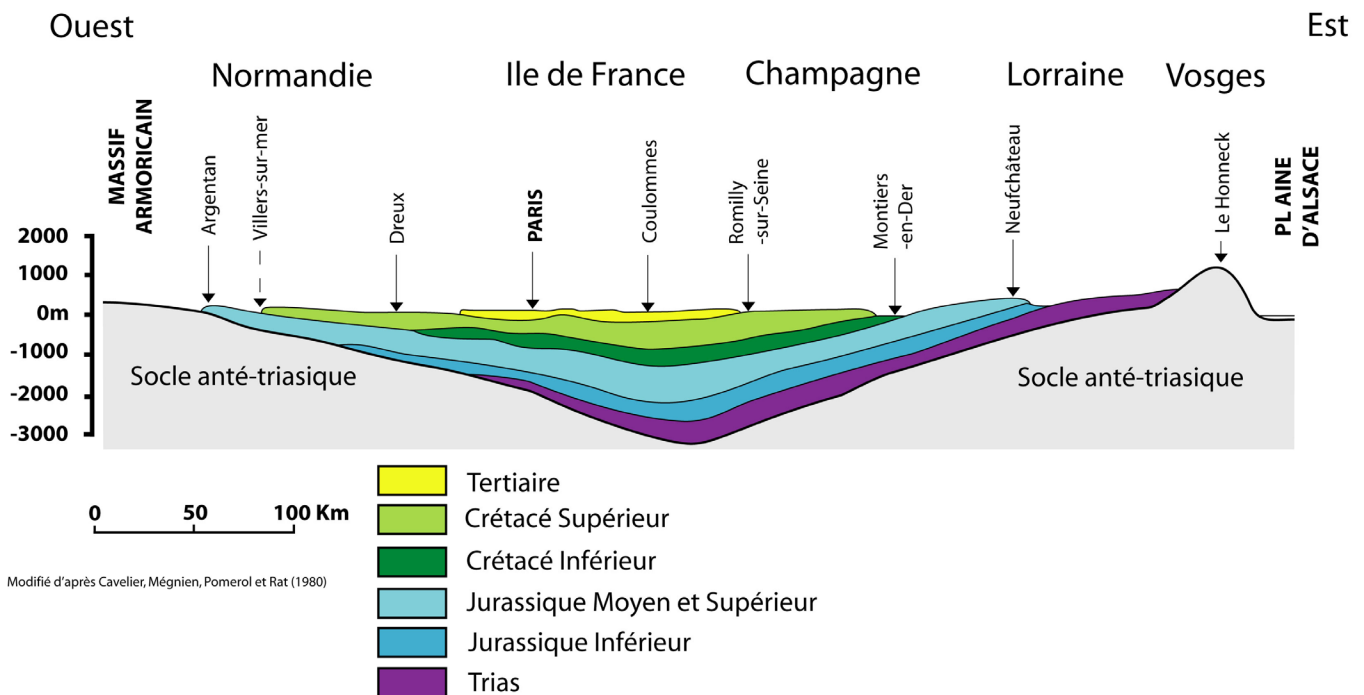 Ouest
Est
Normandie
Ile de France
Champagne
Lorraine
Vosges
MASSIF
ARMORICAIN
Argentan
Villers-sur-mer
Dreux
PARIS
Coulommes
Romilly
-sur-Seine
Montiers
-en-Der
Neufchâteau
Le Honneck
PL AINE
D'ALSACE
2000
1000
0m
-1000
-2000
-3000
Socle anté-triasique
Socle anté-triasique
0
50
100 Km
Modifié d'après Cavelier, Mégnien, Pomerol et Rat (1980)
Tertiaire
Crétacé Supérieur
Crétacé Inférieur
Jurassique Moyen et Supérieur
Jurassique Inférieur
Trias